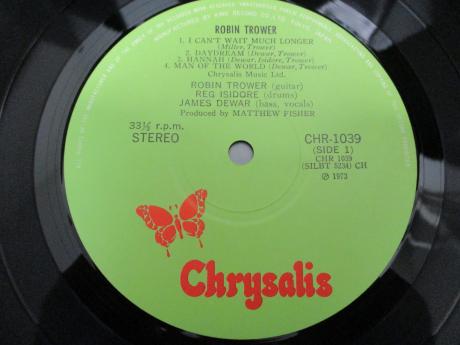 ROBIN TROWER
1. I CAN'T WAIT MUCH LONGER
(Miller, Trower)
2. DAYDREAM (Dewar, Trower)
3. HANNAH (Dewar, Isidore, Trower)
4. MAN OF THE WORLD (Dewar, Trower)
Chrysalis Music Ltd.
ROBIN TROWER (guitar)
REG ISIDORE (drums)
JAMES DEWAR (bass, vocals)
Produced by MATTHEW FISHER
33⅓ r.p.m.
STEREO
CHR-1039
(SIDE 1)
CHR 1039
(SILBT 5234) CH
Ⓟ 1973
Chrysalis